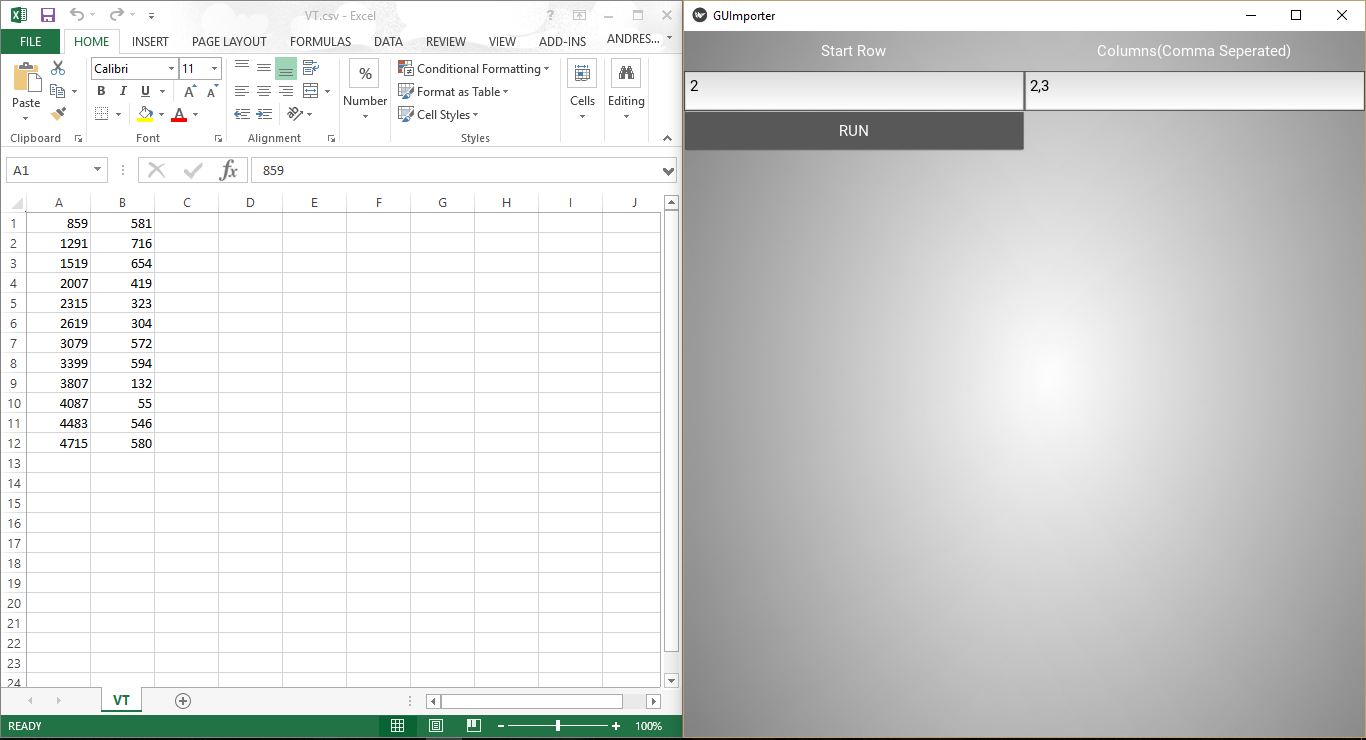 VT.csv - Excel
FILE HOME INSERT PAGE LAYOUT FORMULAS DATA REVIEW VIEW ADD-INS ANDRES...
Calibri 11
Paste
B I U A A
A
Clipboard
Font
Alignment
%
Number
Conditional Formatting
Format as Table
Cell Styles
Styles
Cells
Editing
A1 fx 859
A B C D E F G H I J
1 859 581
2 1291 716
3 1519 654
4 2007 419
5 2315 323
6 2619 304
7 3079 572
8 3399 594
9 3807 132
10 4087 55
11 4483 546
12 4715 580
13
14
15
16
17
18
19
20
21
22
23
24
VT
READY 100%
GUImporter
Start Row Columns(Comma Seperated)
2 2,3
RUN